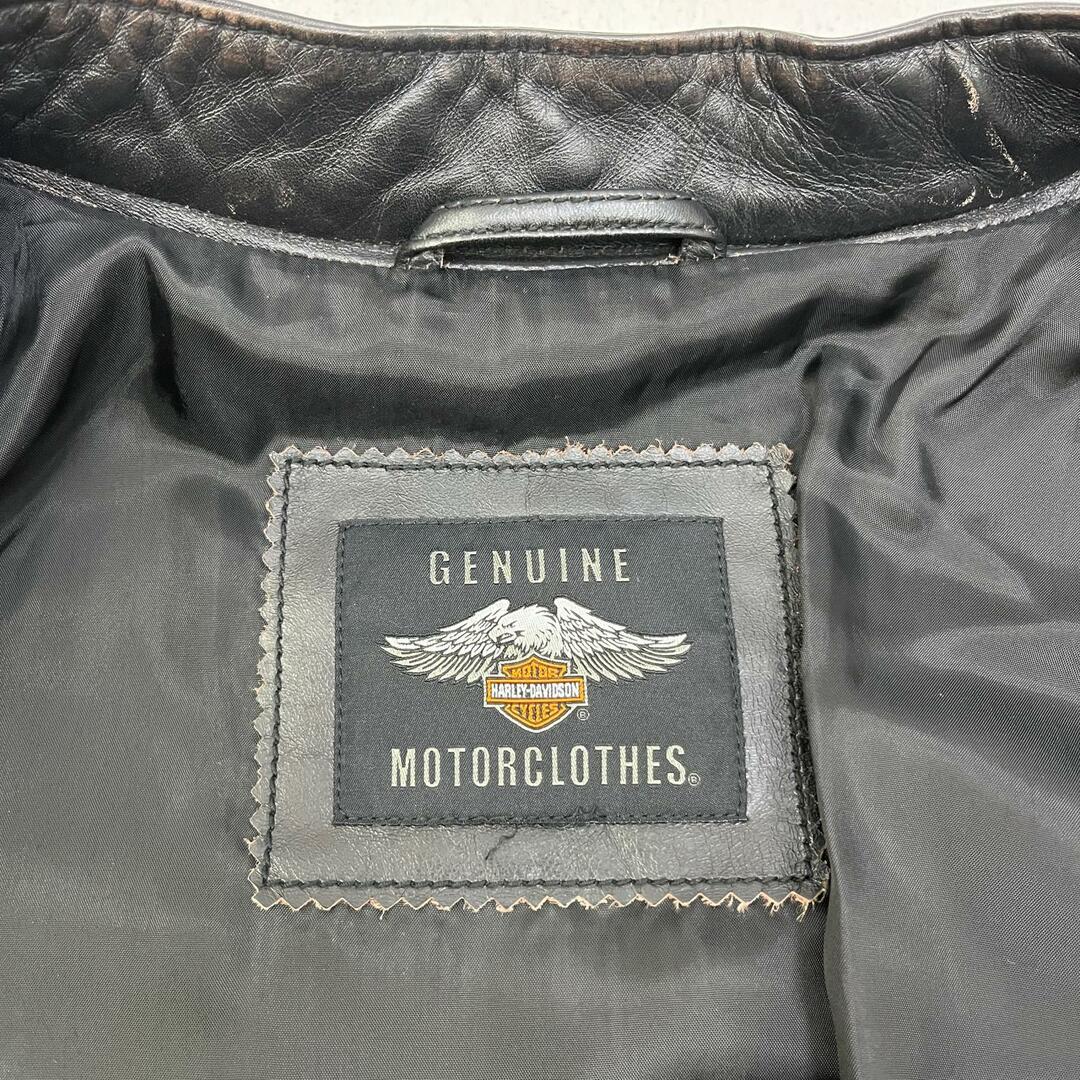 GENUINE
MOTOR
HARLEY-DAVIDSON
CYCLES
®
MOTORCLOTHES®